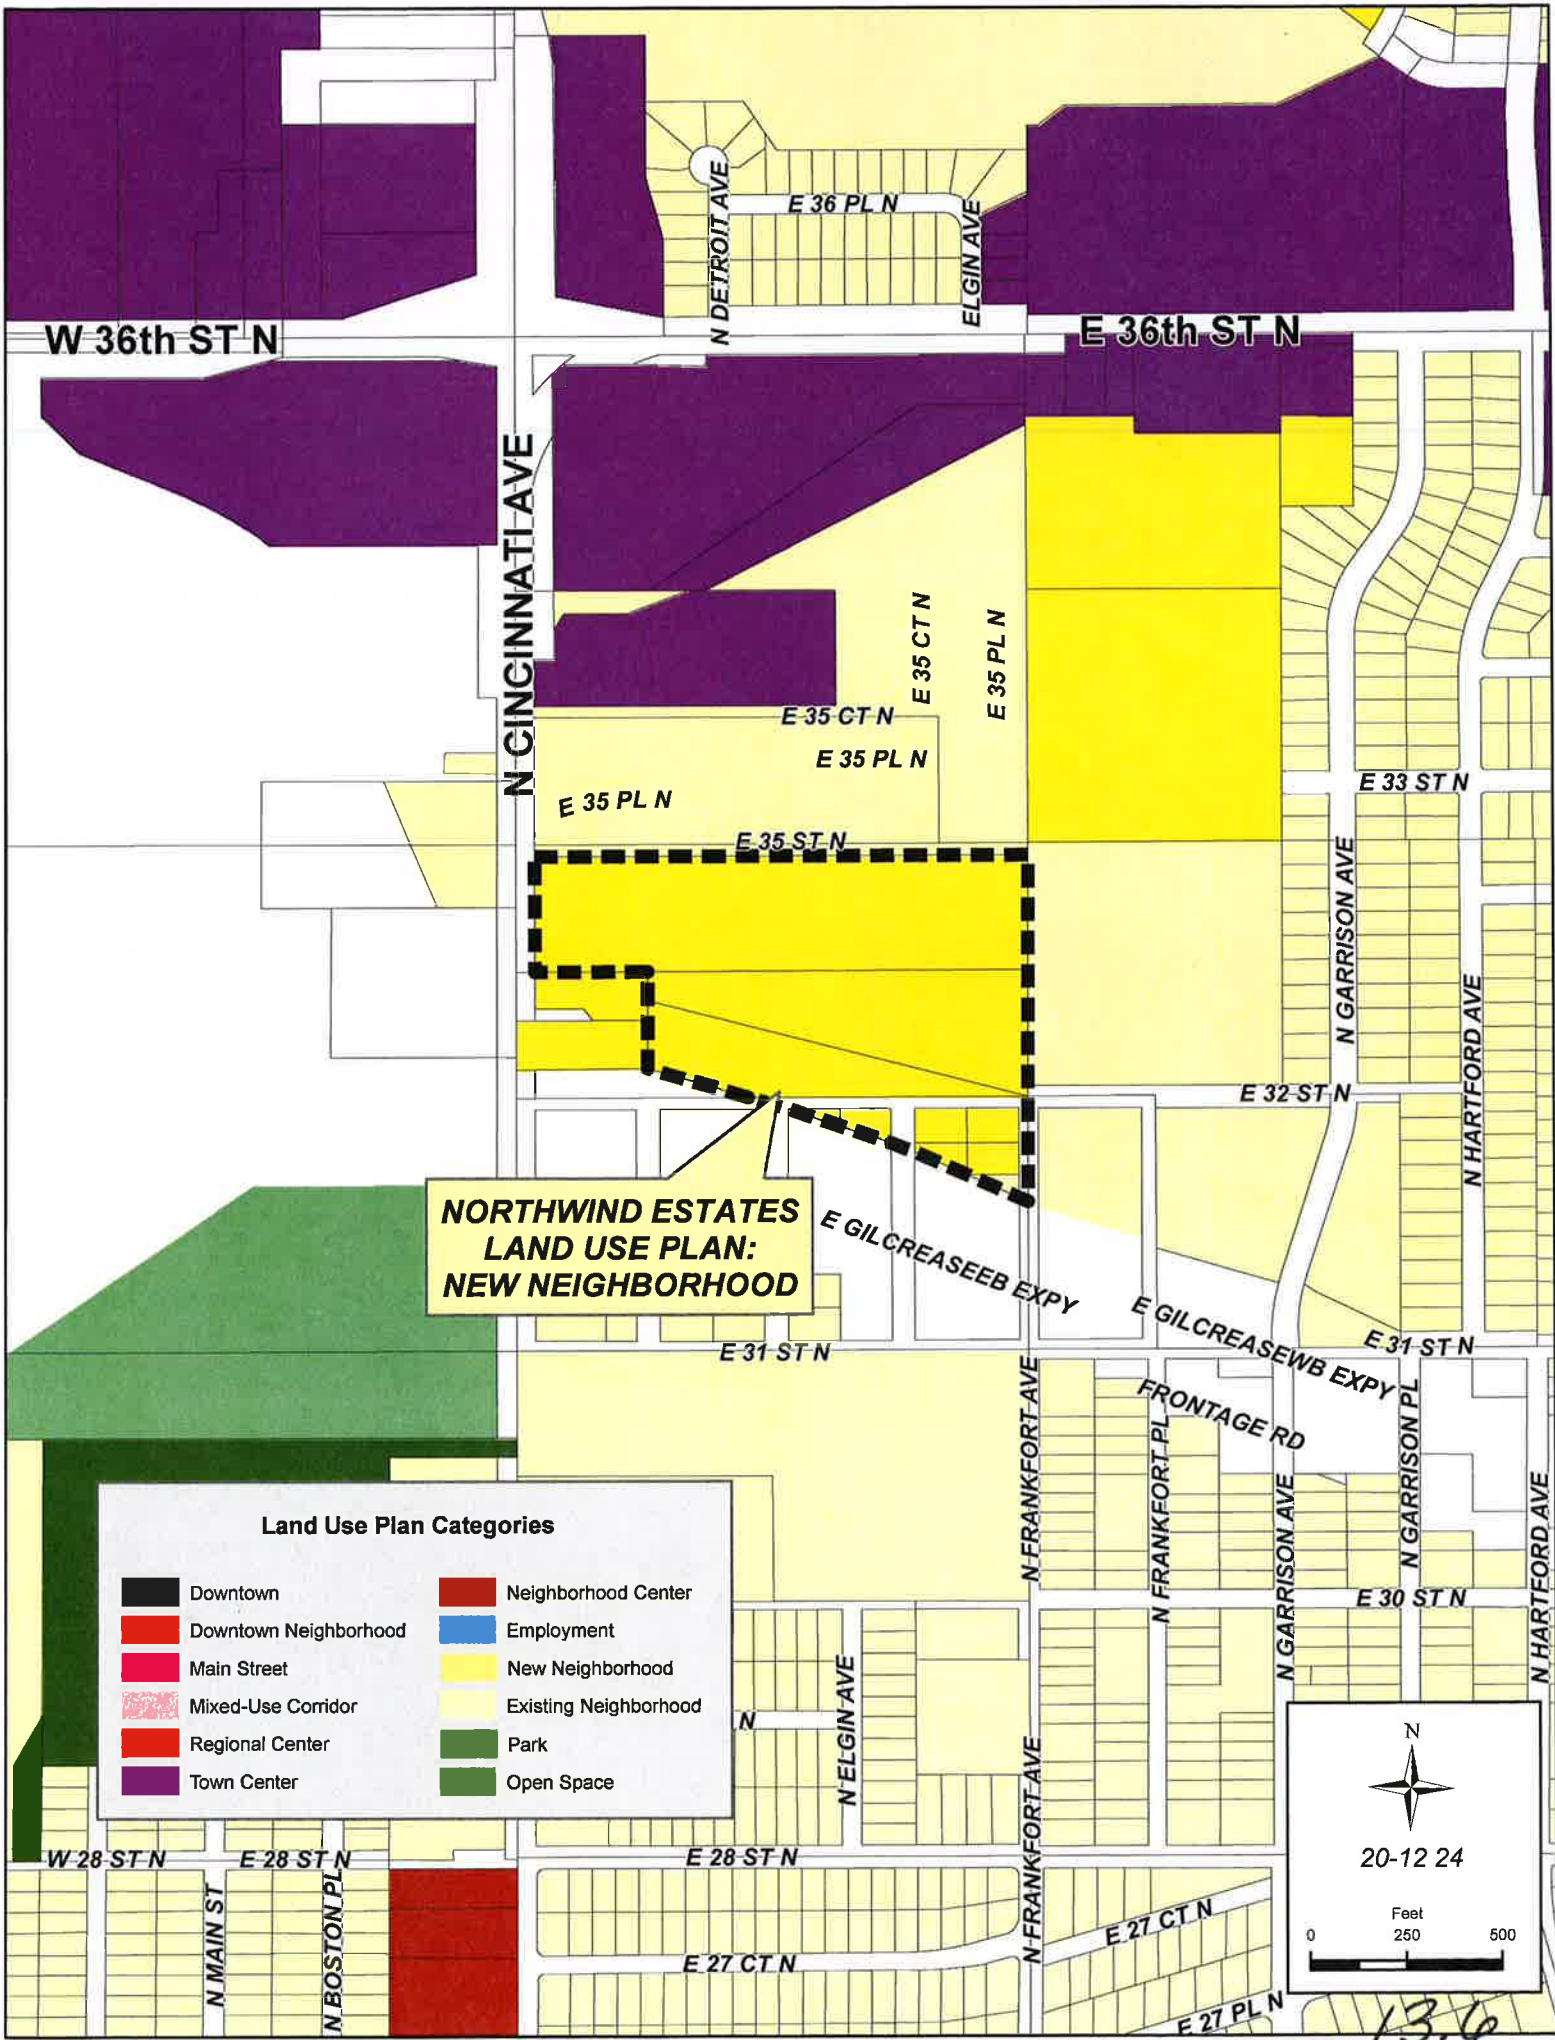 N DETROIT AVE
E 36 PL N
ELGIN AVE
W 36th ST N
E 36th ST N
N CINCINNATI AVE
E 35 CT N
E 35 PL N
E 35 CT N
E 35 PL N
E 35 PL N
E 33 ST N
E 35 ST N
N GARRISON AVE
N HARTFORD AVE
E 32 ST N
NORTHWIND ESTATES
LAND USE PLAN:
NEW NEIGHBORHOOD
E GILCREASEEB EXPY
E GILCREASEWB EXPY
E 31 ST N
E 31 ST N
FRONTAGE RD
N FRANKFORT AVE
N FRANKFORT PL
N GARRISON AVE
N GARRISON PL
N HARTFORD AVE
E 30 ST N
Land Use Plan Categories
Downtown
Downtown Neighborhood
Main Street
Mixed-Use Corridor
Regional Center
Town Center
Neighborhood Center
Employment
New Neighborhood
Existing Neighborhood
Park
Open Space
N
N ELGIN AVE
N FRANKFORT AVE
W 28 ST N
E 28 ST N
E 28 ST N
N MAIN ST
N BOSTON PL
E 27 CT N
E 27 CT N
E 27 PL N
N
20-12 24
Feet
0 250 500
13.6